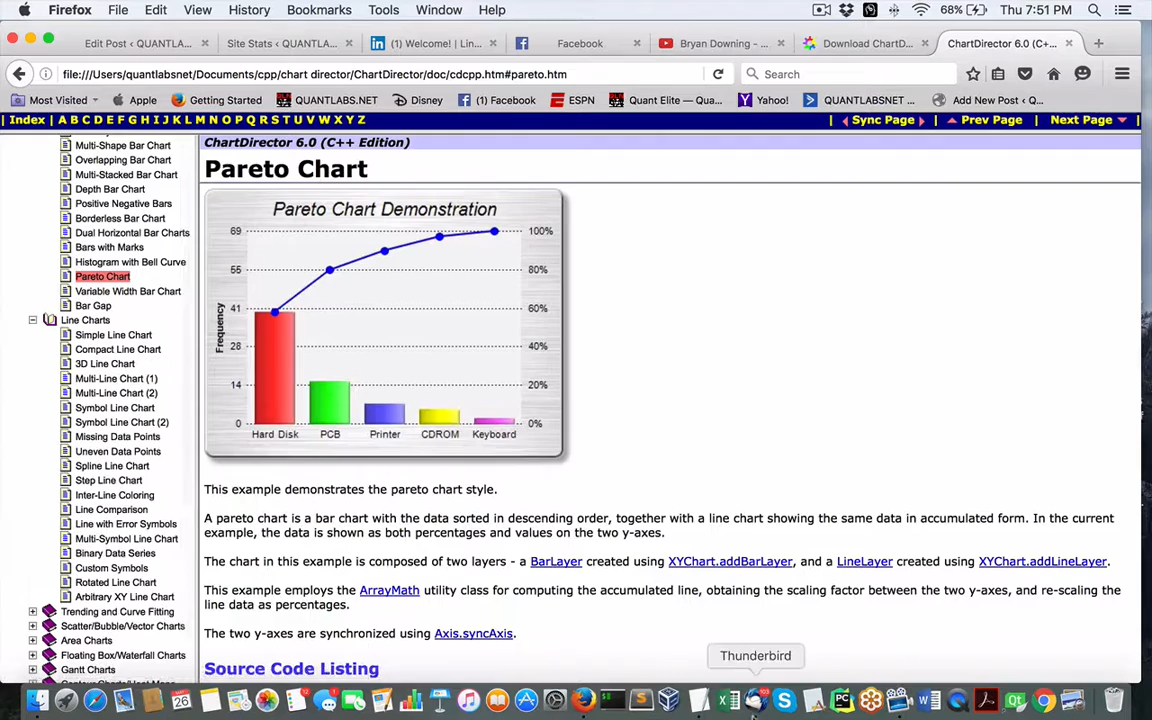 Firefox File Edit View History Bookmarks Tools Window Help 68% Thu 7:51 PM
Edit Post ‹ QUANTLA... Site Stats ‹ QUANTL... (1) Welcome! | Lin... Facebook Bryan Downing - ... Download ChartD... ChartDirector 6.0 (C+...
file:///Users/quantlabsnet/Documents/cpp/chart director/ChartDirector/doc/cdcpp.htm#pareto.htm Search
Most Visited Apple Getting Started QUANTLABS.NET Disney (1) Facebook ESPN Quant Elite — Qua... Yahoo! QUANTLABSNET ... Add New Post ‹ Q...
| Index | A B C D E F G H I J K L M N O P Q R S T U V W X Y Z | Sync Page | Prev Page Next Page |
Multi-Shape Bar Chart
Overlapping Bar Chart
Multi-Stacked Bar Chart
Depth Bar Chart
Positive Negative Bars
Borderless Bar Chart
Dual Horizontal Bar Charts
Bars with Marks
Histogram with Bell Curve
Pareto Chart
Variable Width Bar Chart
Bar Gap
Line Charts
Simple Line Chart
Compact Line Chart
3D Line Chart
Multi-Line Chart (1)
Multi-Line Chart (2)
Symbol Line Chart
Symbol Line Chart (2)
Missing Data Points
Uneven Data Points
Spline Line Chart
Step Line Chart
Inter-Line Coloring
Line Comparison
Line with Error Symbols
Multi-Symbol Line Chart
Binary Data Series
Custom Symbols
Rotated Line Chart
Arbitrary XY Line Chart
Trending and Curve Fitting
Scatter/Bubble/Vector Charts
Area Charts
Floating Box/Waterfall Charts
Gantt Charts
ChartDirector 6.0 (C++ Edition)
Pareto Chart
Pareto Chart Demonstration
69 100%
55 80%
41 60%
28 40%
14 20%
0 0%
Frequency
Hard Disk PCB Printer CDROM Keyboard
This example demonstrates the pareto chart style.
A pareto chart is a bar chart with the data sorted in descending order, together with a line chart showing the same data in accumulated form. In the current
example, the data is shown as both percentages and values on the two y-axes.
The chart in this example is composed of two layers - a BarLayer created using XYChart.addBarLayer, and a LineLayer created using XYChart.addLineLayer.
This example employs the ArrayMath utility class for computing the accumulated line, obtaining the scaling factor between the two y-axes, and re-scaling the
line data as percentages.
The two y-axes are synchronized using Axis.syncAxis.
Source Code Listing
Thunderbird